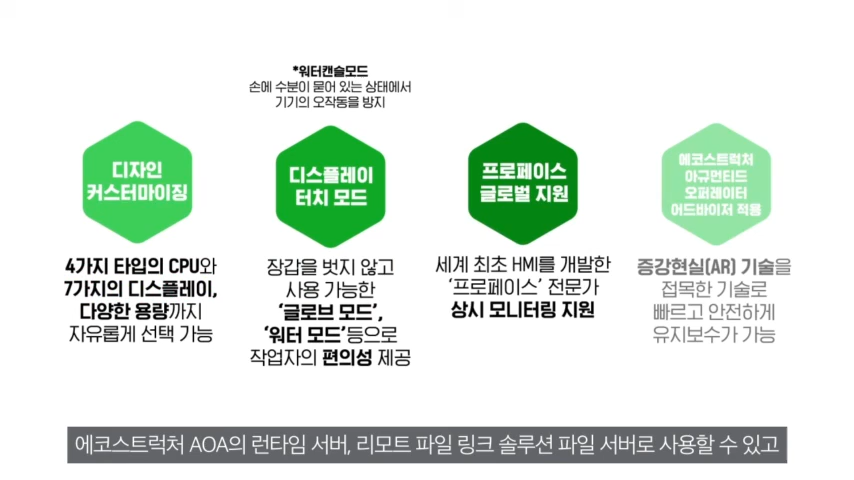 *워터캔슬모드
손에 수분이 묻어 있는 상태에서
기기의 오작동을 방지
디자인
커스터마이징
4가지 타입의 CPU와
7가지의 디스플레이,
다양한 용량까지
자유롭게 선택 가능
디스플레이
터치 모드
장갑을 벗지 않고
사용 가능한
‘글로브 모드’,
‘워터 모드’등으로
작업자의 편의성 제공
프로페이스
글로벌 지원
세계 최초 HMI를 개발한
‘프로페이스’ 전문가
상시 모니터링 지원
에코스트럭처
아규먼티드
오퍼레이터
어드바이저 적용
증강현실(AR) 기술을
접목한 기술로
빠르고 안전하게
유지보수가 가능
에코스트럭처 AOA의 런타임 서버, 리모트 파일 링크 솔루션 파일 서버로 사용할 수 있고